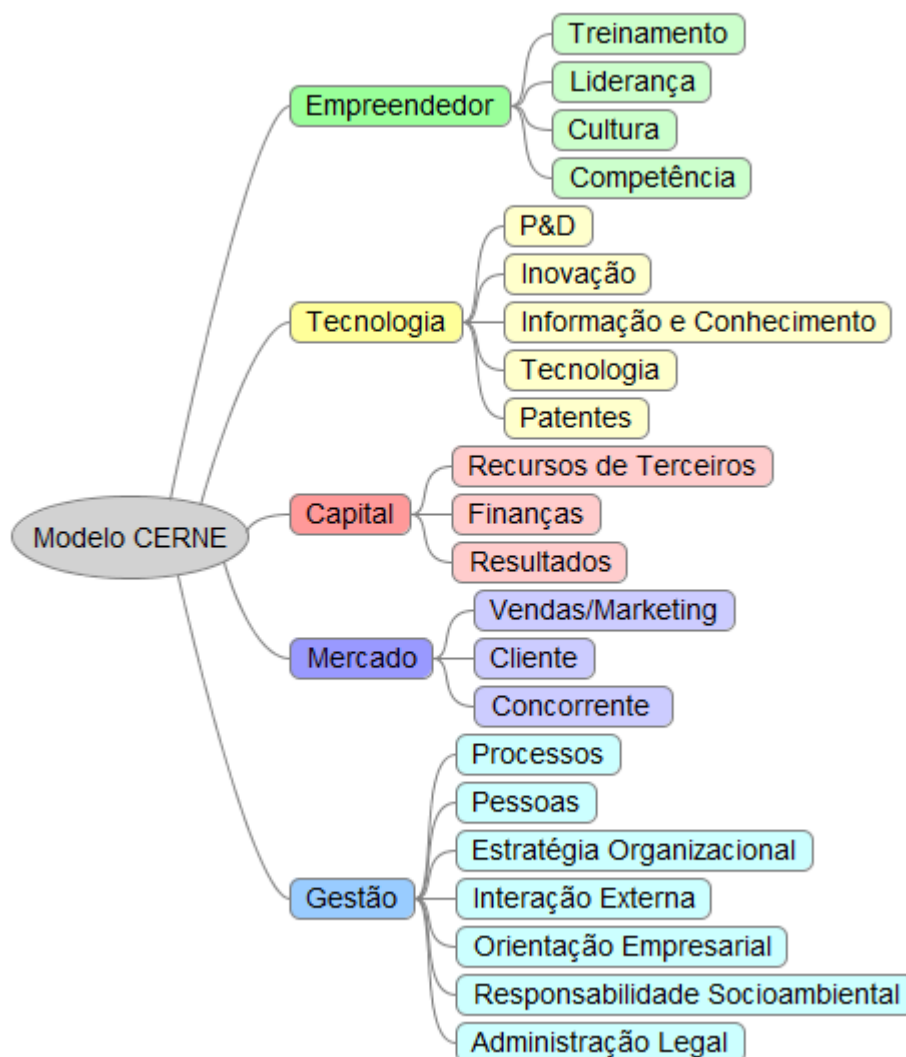 Modelo CERNE
Empreendedor
Treinamento
Liderança
Cultura
Competência
Tecnologia
P&D
Inovação
Informação e Conhecimento
Tecnologia
Patentes
Capital
Recursos de Terceiros
Finanças
Resultados
Mercado
Vendas/Marketing
Cliente
Concorrente
Gestão
Processos
Pessoas
Estratégia Organizacional
Interação Externa
Orientação Empresarial
Responsabilidade Socioambiental
Administração Legal